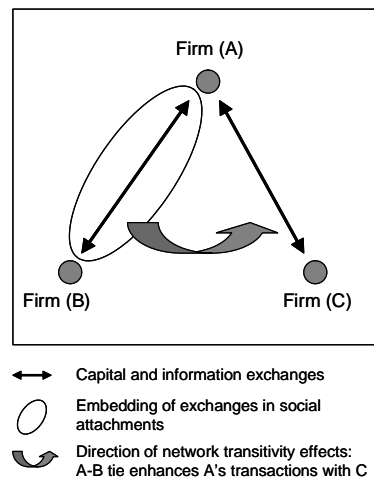 Firm (A)
Firm (B)
Firm (C)
Capital and information exchanges
Embedding of exchanges in social
attachments
Direction of network transitivity effects:
A-B tie enhances A's transactions with C